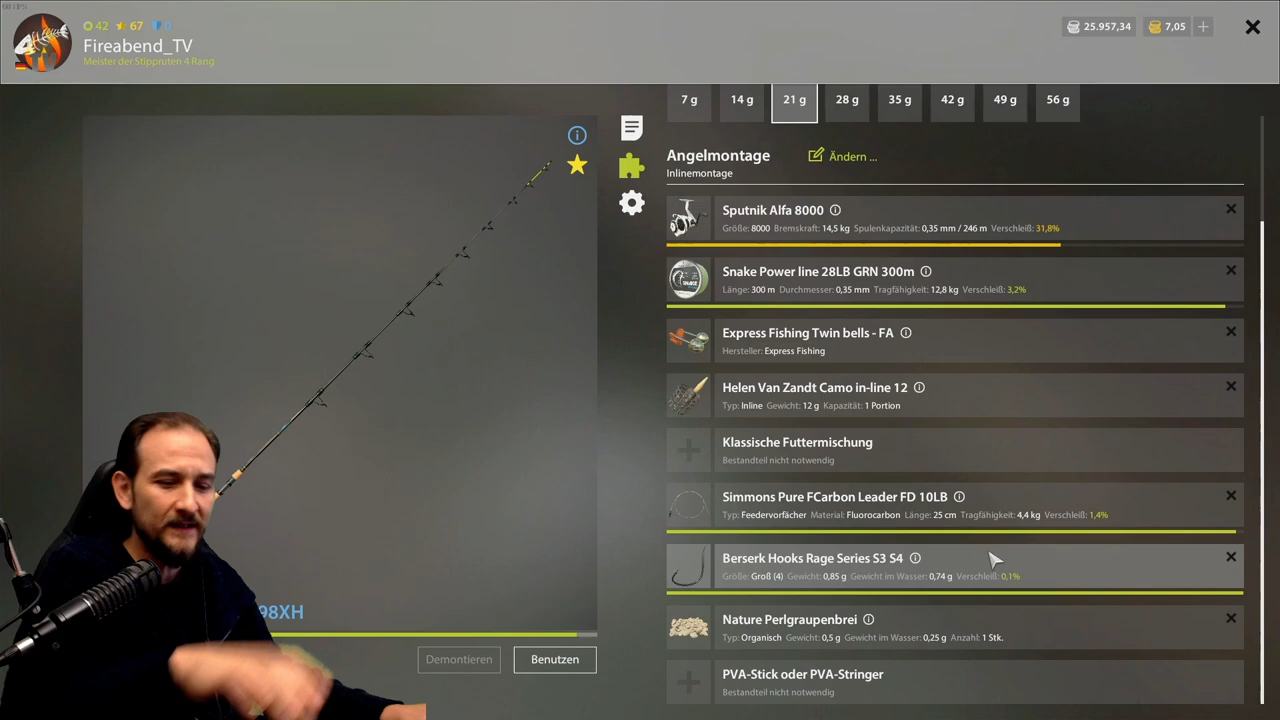 42 67 0
Fireabend_TV
Meister der Stippruten 4 Rang
25.957,34
7,05
7 g 14 g 21 g 28 g 35 g 42 g 49 g 56 g
Angelmontage
Ändern ...
Inlinemontage
Sputnik Alfa 8000
Größe: 8000 Bremskraft: 14,5 kg Spulenkapazität: 0,35 mm / 246 m Verschleiß: 31,8%
Snake Power line 28LB GRN 300m
Länge: 300 m Durchmesser: 0,35 mm Tragfähigkeit: 12,8 kg Verschleiß: 3,2%
Express Fishing Twin bells - FA
Hersteller: Express Fishing
Helen Van Zandt Camo in-line 12
Typ: Inline Gewicht: 12 g Kapazität: 1 Portion
Klassische Futtermischung
Bestandteil nicht notwendig
Simmons Pure FCarbon Leader FD 10LB
Typ: Feedervorfächer Material: Fluorocarbon Länge: 25 cm Tragfähigkeit: 4,4 kg Verschleiß: 1,4%
Berserk Hooks Rage Series S3 S4
Größe: Groß (4) Gewicht: 0,85 g Gewicht im Wasser: 0,74 g Verschleiß: 0,1%
Nature Perlgraupenbrei
Typ: Organisch Gewicht: 0,5 g Gewicht im Wasser: 0,25 g Anzahl: 1 Stk.
PVA-Stick oder PVA-Stringer
Bestandteil nicht notwendig
98XH
Demontieren
Benutzen